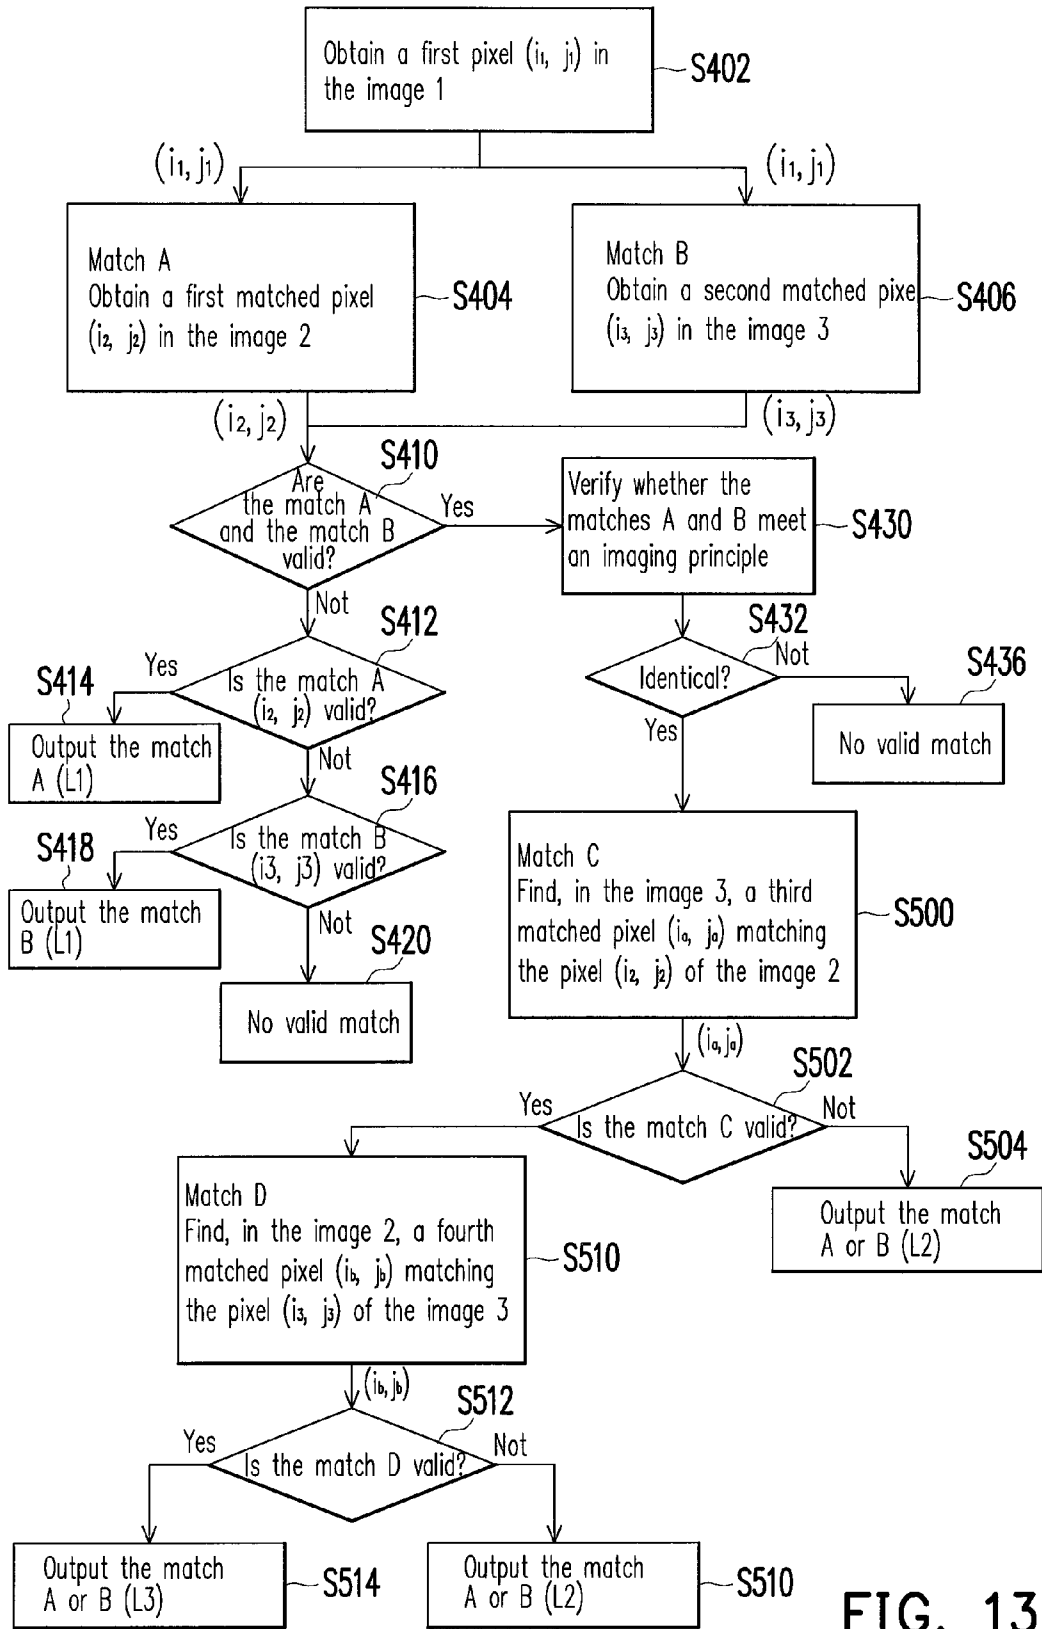 Obtain a first pixel (i1, j1) in
the image 1
S402
(i1, j1)
(i1, j1)
Match A
Obtain a first matched pixel
(i2, j2) in the image 2
S404
Match B
Obtain a second matched pixe
(i3, j3) in the image 3
S406
(i2, j2)
(i3, j3)
S410
Are
the match A
and the match B
valid?
Yes
Not
Verify whether the
matches A and B meet
an imaging principle
S430
S412
Is the match A
(i2, j2) valid?
Yes
Not
S414
Output the match
A (L1)
S432
Identical?
Not
Yes
S436
No valid match
S416
Is the match B
(i3, j3) valid?
Yes
Not
S418
Output the match
B (L1)
S420
No valid match
Match C
Find, in the image 3, a third
matched pixel (ia, ja) matching
the pixel (i2, j2) of the image 2
S500
(ia, ja)
S502
Is the match C valid?
Yes
Not
S504
Output the match
A or B (L2)
Match D
Find, in the image 2, a fourth
matched pixel (ib, jb) matching
the pixel (i3, j3) of the image 3
S510
(ib, jb)
S512
Is the match D valid?
Yes
Not
Output the match
A or B (L3)
S514
Output the match
A or B (L2)
S510
FIG. 13